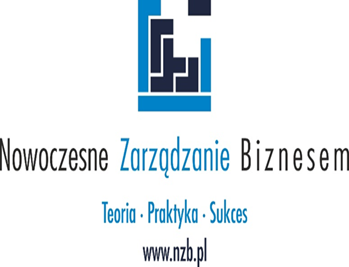 Nowoczesne Zarządzanie Biznesem
Teoria · Praktyka · Sukces
www.nzb.pl